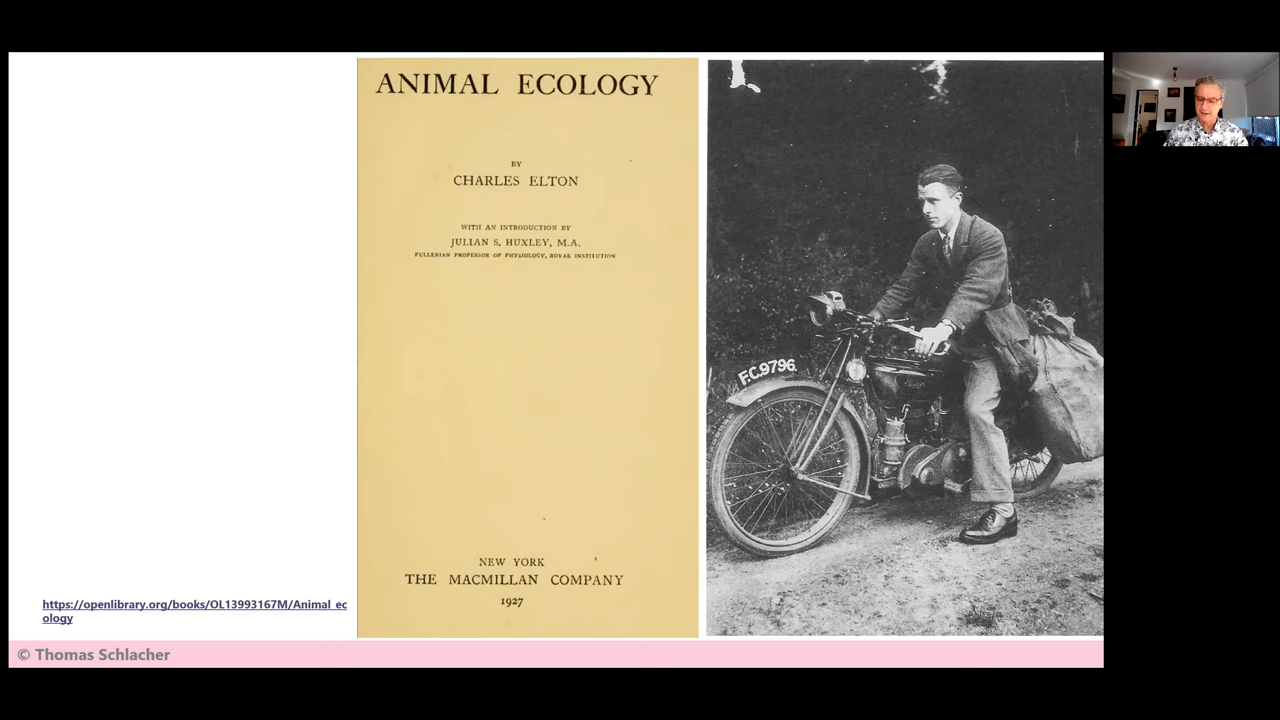 ANIMAL ECOLOGY
BY
CHARLES ELTON
WITH AN INTRODUCTION BY
JULIAN S. HUXLEY, M.A.
FULLERIAN PROFESSOR OF PHYSIOLOGY, ROYAL INSTITUTION
NEW YORK
THE MACMILLAN COMPANY
1927
F.C.9796.
https://openlibrary.org/books/OL13993167M/Animal_ec
ology
© Thomas Schlacher